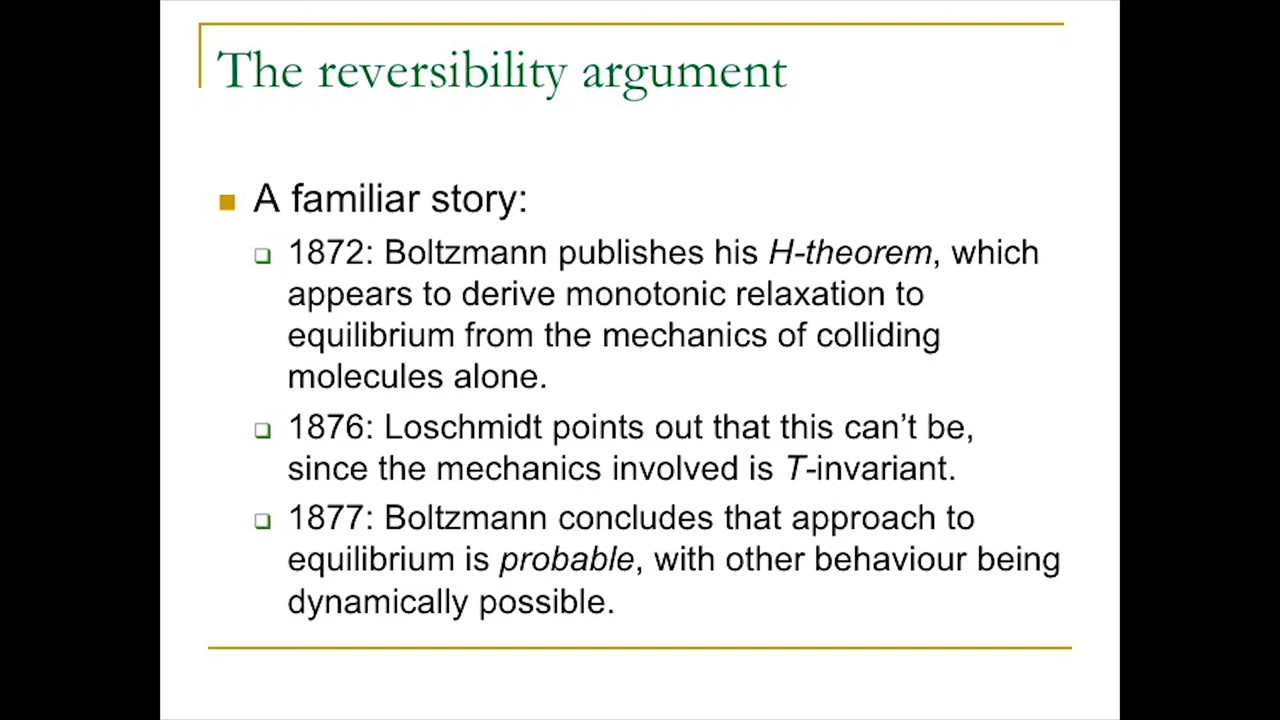 The reversibility argument
A familiar story:
1872: Boltzmann publishes his H-theorem, which
appears to derive monotonic relaxation to
equilibrium from the mechanics of colliding
molecules alone.
1876: Loschmidt points out that this can’t be,
since the mechanics involved is T-invariant.
1877: Boltzmann concludes that approach to
equilibrium is probable, with other behaviour being
dynamically possible.